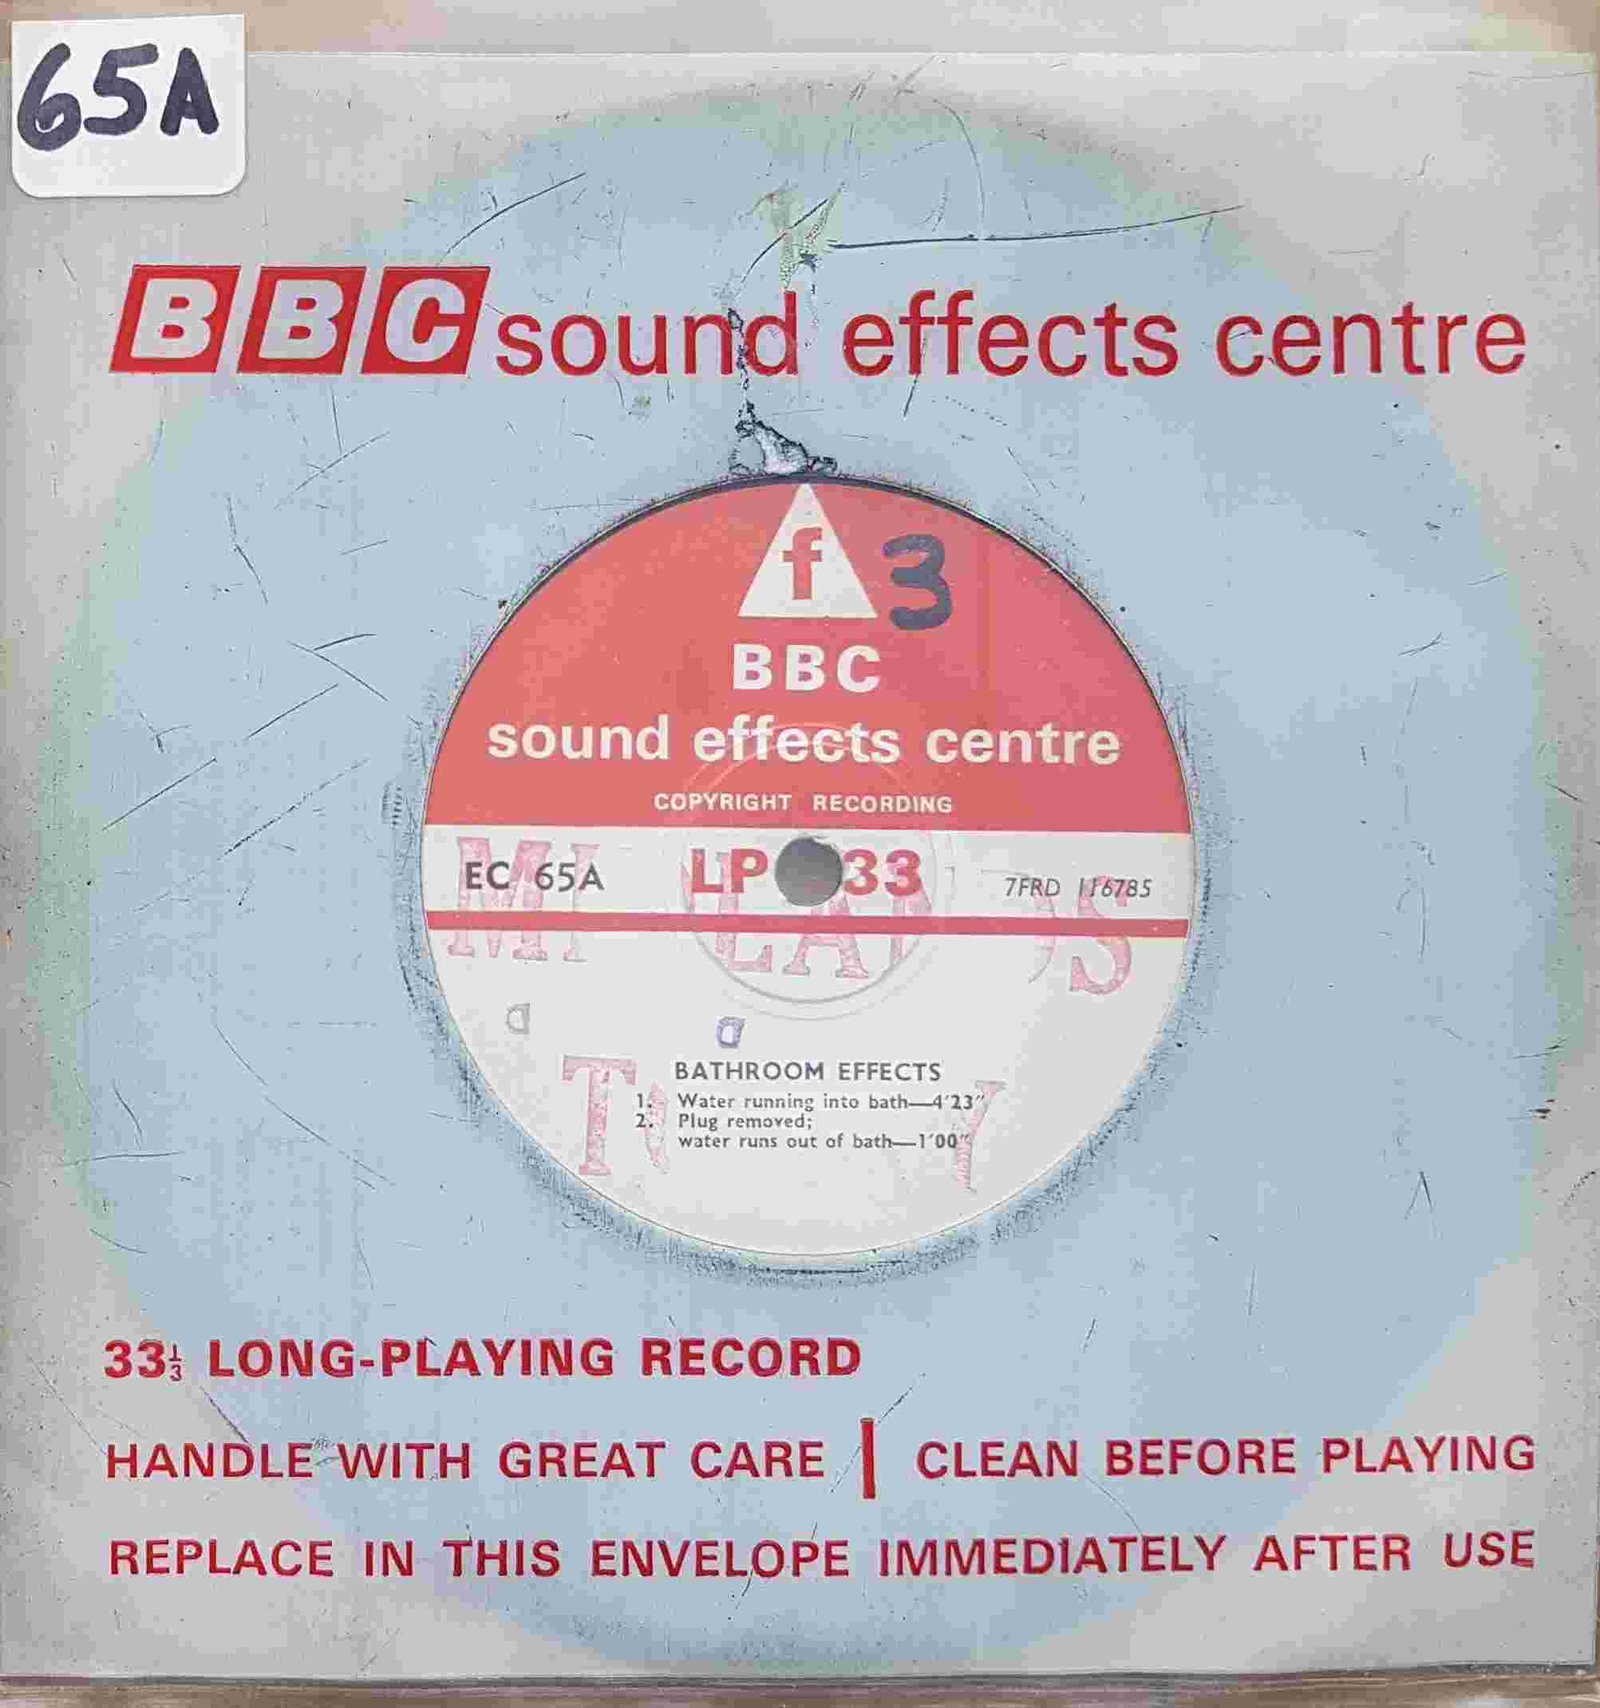 65A
BBC sound effects centre
f 3
BBC
sound effects centre
COPYRIGHT RECORDING
EC 65A LP 33 7FRD 116785
D
D
BATHROOM EFFECTS
1. Water running into bath—4'23"
2. Plug removed;
water runs out of bath—1'00"
33⅓ LONG-PLAYING RECORD
HANDLE WITH GREAT CARE | CLEAN BEFORE PLAYING
REPLACE IN THIS ENVELOPE IMMEDIATELY AFTER USE